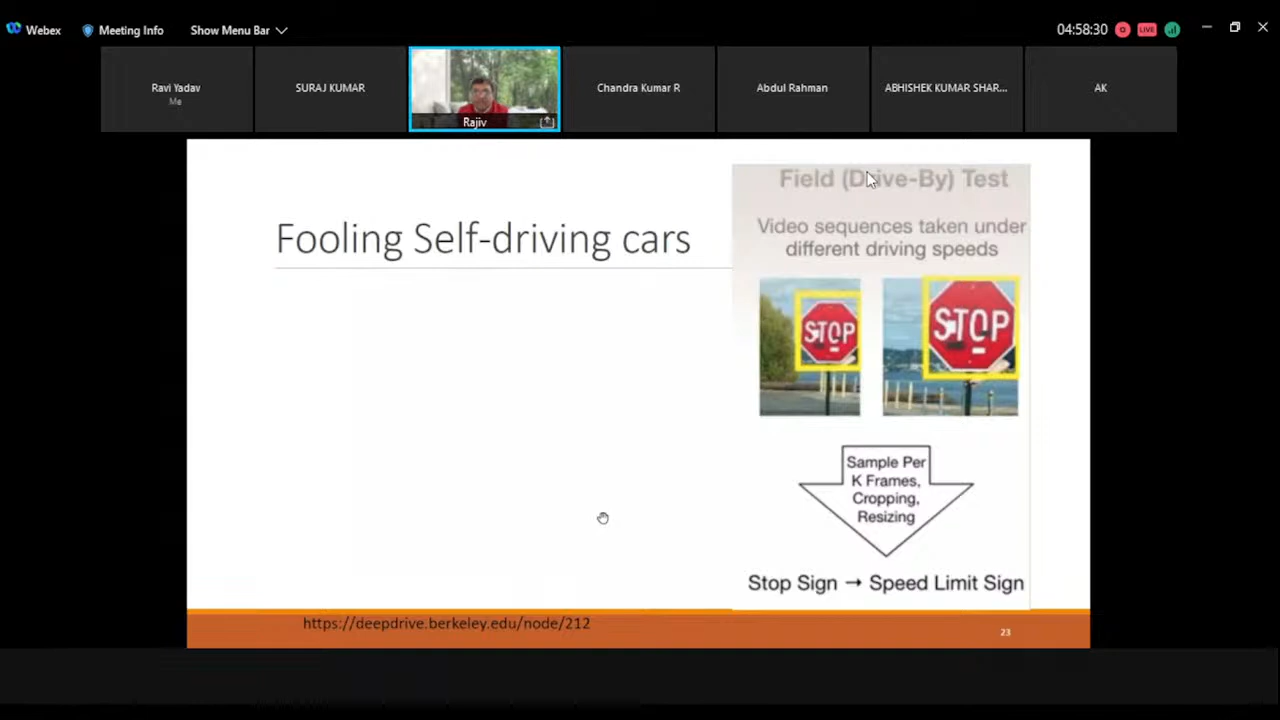 Webex
Meeting Info
Show Menu Bar
04:58:30
LIVE
Ravi Yadav
Me
SURAJ KUMAR
Rajiv
Chandra Kumar R
Abdul Rahman
ABHISHEK KUMAR SHAR...
AK
Fooling Self-driving cars
Field (Drive-By) Test
Video sequences taken under
different driving speeds
STOP
STOP
Sample Per
K Frames,
Cropping,
Resizing
Stop Sign → Speed Limit Sign
https://deepdrive.berkeley.edu/node/212
23